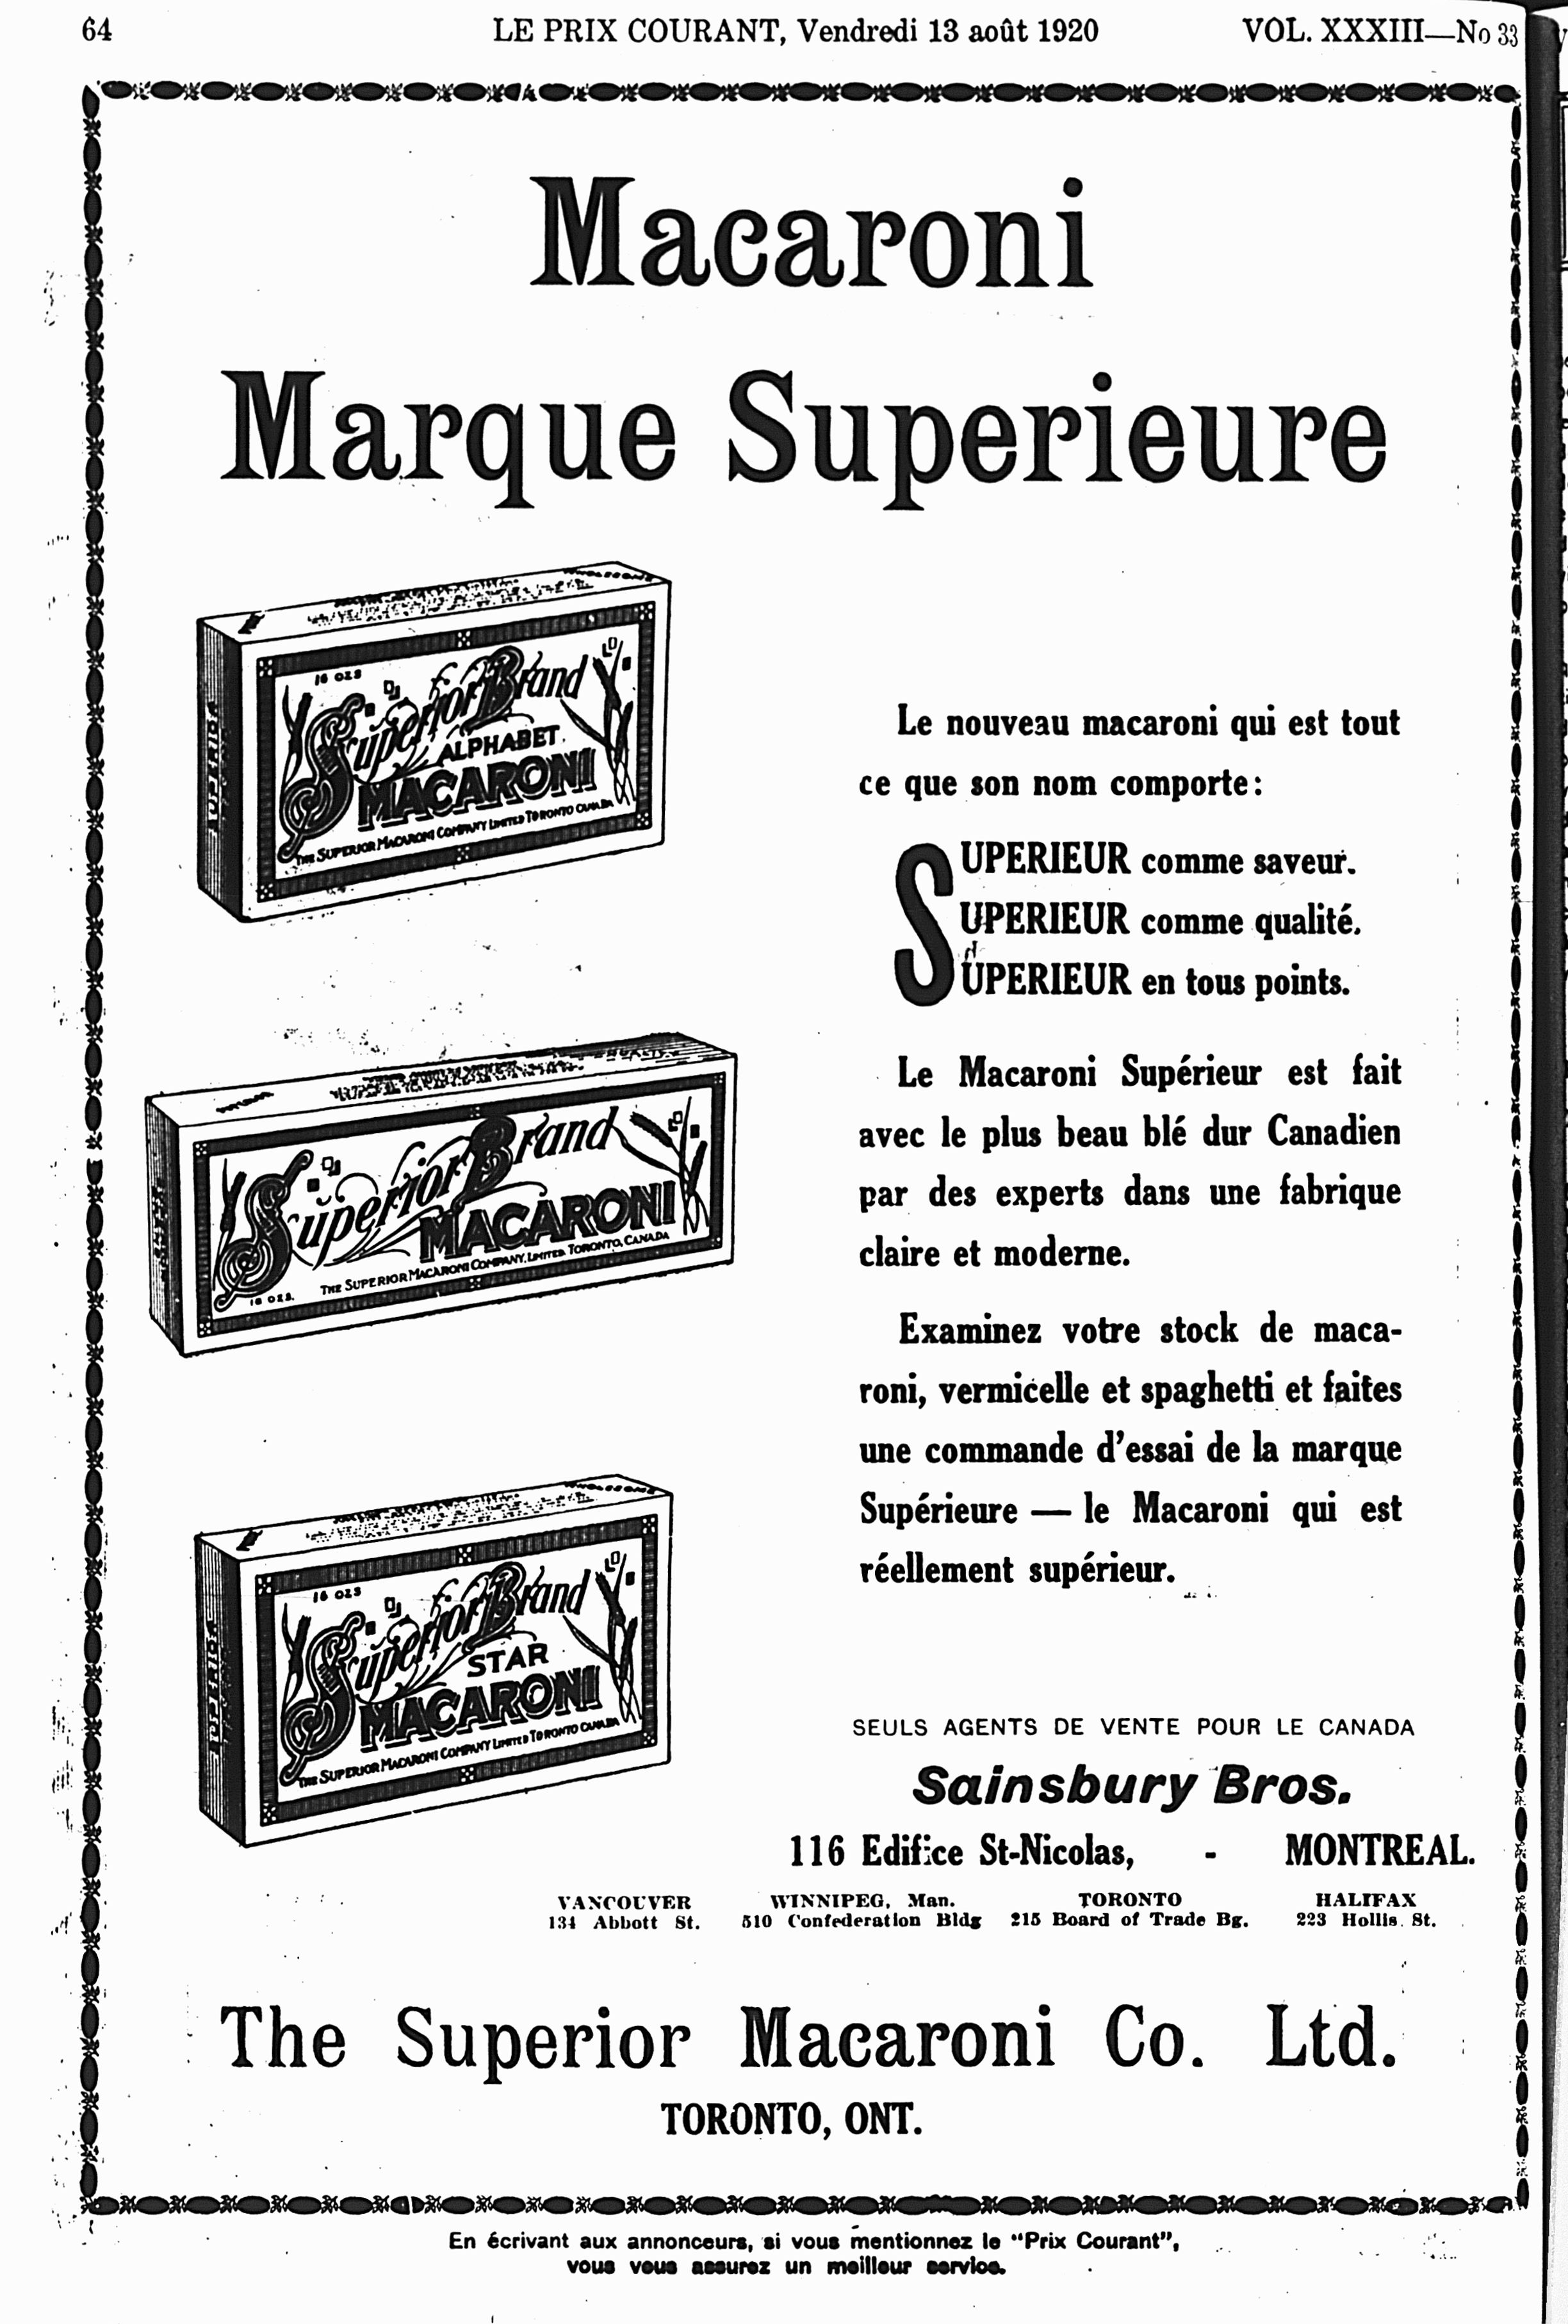 64 LE PRIX COURANT, Vendredi 13 août 1920 VOL. XXXIII—No 33
Macaroni
Marque Superieure
16 OZS
Superior Brand
ALPHABET
MACARONI
THE SUPERIOR MACARONI COMPANY LIMITED TORONTO CANADA
SUPERIOR
Le nouveau macaroni qui est tout
ce que son nom comporte:
SUPERIEUR comme saveur.
SUPERIEUR comme qualité.
SUPERIEUR en tous points.
Superior Brand
MACARONI
THE SUPERIOR MACARONI COMPANY, LIMITED. TORONTO, CANADA
16 OZS.
Le Macaroni Supérieur est fait
avec le plus beau blé dur Canadien
par des experts dans une fabrique
claire et moderne.
Examinez votre stock de maca-
roni, vermicelle et spaghetti et faites
une commande d'essai de la marque
Supérieure — le Macaroni qui est
réellement supérieur.
16 OZS
Superior Brand
STAR
MACARONI
THE SUPERIOR MACARONI COMPANY LIMITED TORONTO CANADA
SUPERIOR
SEULS AGENTS DE VENTE POUR LE CANADA
Sainsbury Bros.
116 Edifice St-Nicolas, - MONTREAL.
VANCOUVER WINNIPEG, Man. TORONTO HALIFAX
134 Abbott St. 510 Confederation Bldg 215 Board of Trade Bg. 223 Hollis St.
The Superior Macaroni Co. Ltd.
TORONTO, ONT.
En écrivant aux annonceurs, si vous mentionnez le "Prix Courant",
vous vous assurez un meilleur service.